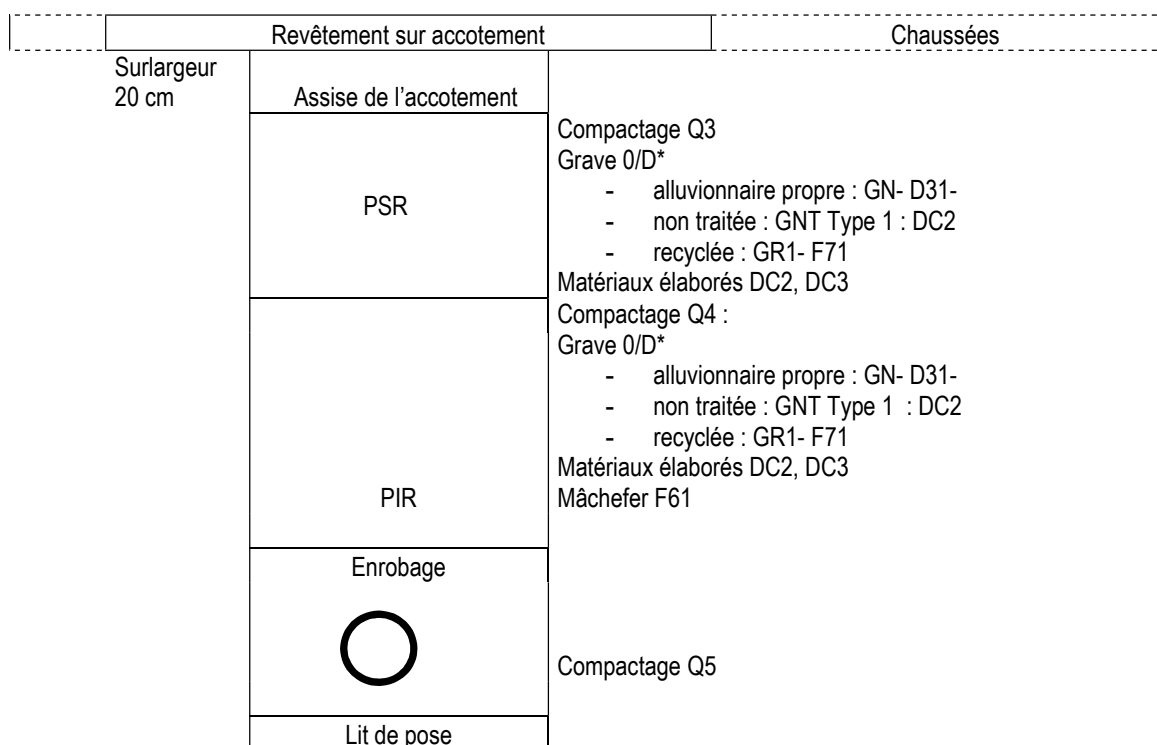 Revêtement sur accotement
Chaussées
Surlargeur
20 cm
Assise de l'accotement
PSR
Compactage Q3
Grave 0/D*
- alluvionnaire propre : GN- D31-
- non traitée : GNT Type 1 : DC2
- recyclée : GR1- F71
Matériaux élaborés DC2, DC3
PIR
Compactage Q4 :
Grave 0/D*
- alluvionnaire propre : GN- D31-
- non traitée : GNT Type 1 : DC2
- recyclée : GR1- F71
Matériaux élaborés DC2, DC3
Mâchefer F61
Enrobage
Compactage Q5
Lit de pose